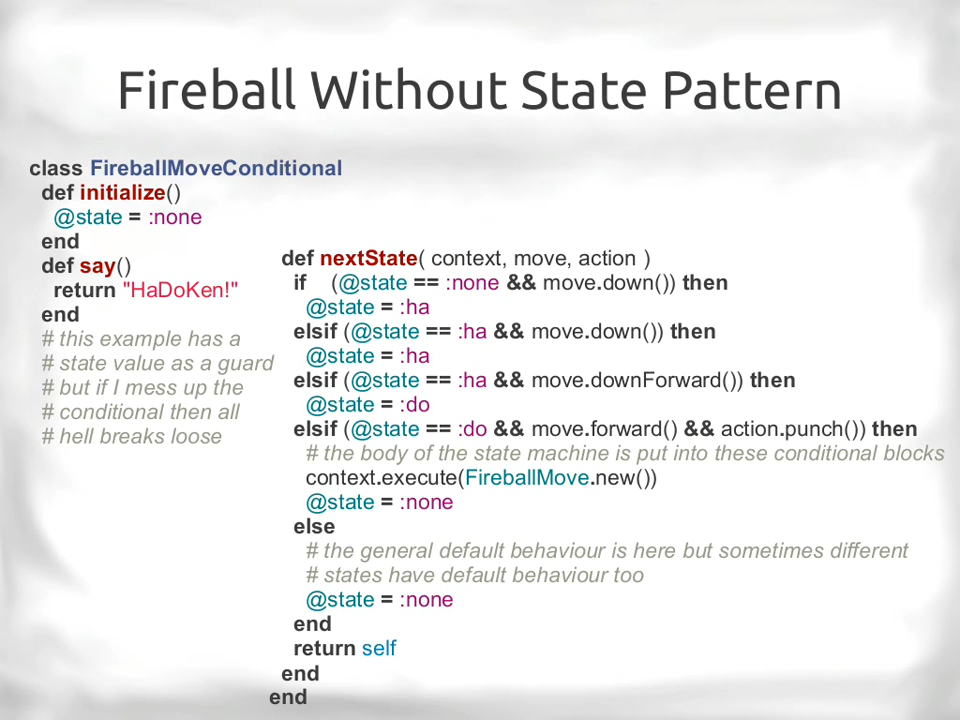 Fireball Without State Pattern
class FireballMoveConditional
def initialize()
@state = :none
end
def say()
return "HaDoKen!"
end
# this example has a
# state value as a guard
# but if I mess up the
# conditional then all
# hell breaks loose
def nextState( context, move, action )
if    (@state == :none && move.down()) then
@state = :ha
elsif (@state == :ha && move.down()) then
@state = :ha
elsif (@state == :ha && move.downForward()) then
@state = :do
elsif (@state == :do && move.forward() && action.punch()) then
# the body of the state machine is put into these conditional blocks
context.execute(FireballMove.new())
@state = :none
else
# the general default behaviour is here but sometimes different
# states have default behaviour too
@state = :none
end
return self
end
end